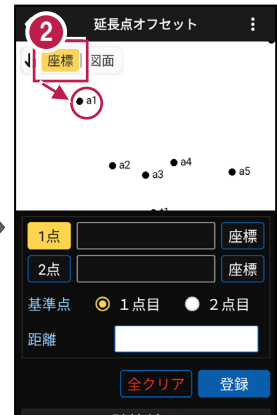 延長点オフセット
2
座標 図面
a1
a2
a4
a3
a5
1点 座標
2点 座標
基準点 1点目 2点目
距離
全クリア 登録